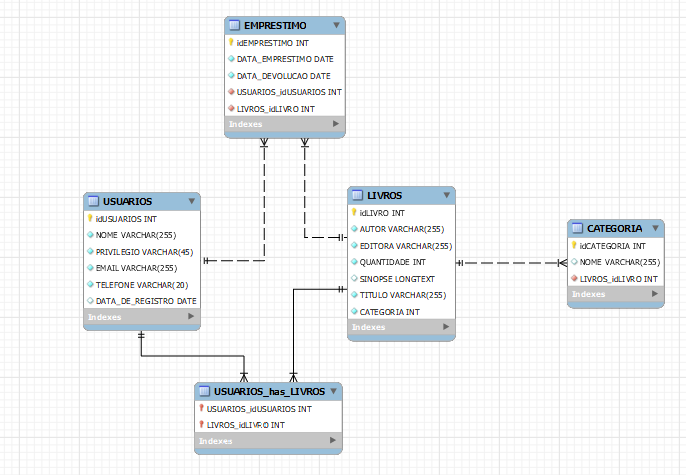 EMPRESTIMO
idEMPRESTIMO INT
DATA_EMPRESTIMO DATE
DATA_DEVOLUCAO DATE
USUARIOS_idUSUARIOS INT
LIVROS_idLIVRO INT
Indexes
USUARIOS
idUSUARIOS INT
NOME VARCHAR(255)
PRIVILEGIO VARCHAR(45)
EMAIL VARCHAR(255)
TELEFONE VARCHAR(20)
DATA_DE_REGISTRO DATE
Indexes
LIVROS
idLIVRO INT
AUTOR VARCHAR(255)
EDITORA VARCHAR(255)
QUANTIDADE INT
SINOPSE LONGTEXT
TITULO VARCHAR(255)
CATEGORIA INT
Indexes
CATEGORIA
idCATEGORIA INT
NOME VARCHAR(255)
LIVROS_idLIVRO INT
Indexes
USUARIOS_has_LIVROS
USUARIOS_idUSUARIOS INT
LIVROS_idLIVRO INT
Indexes